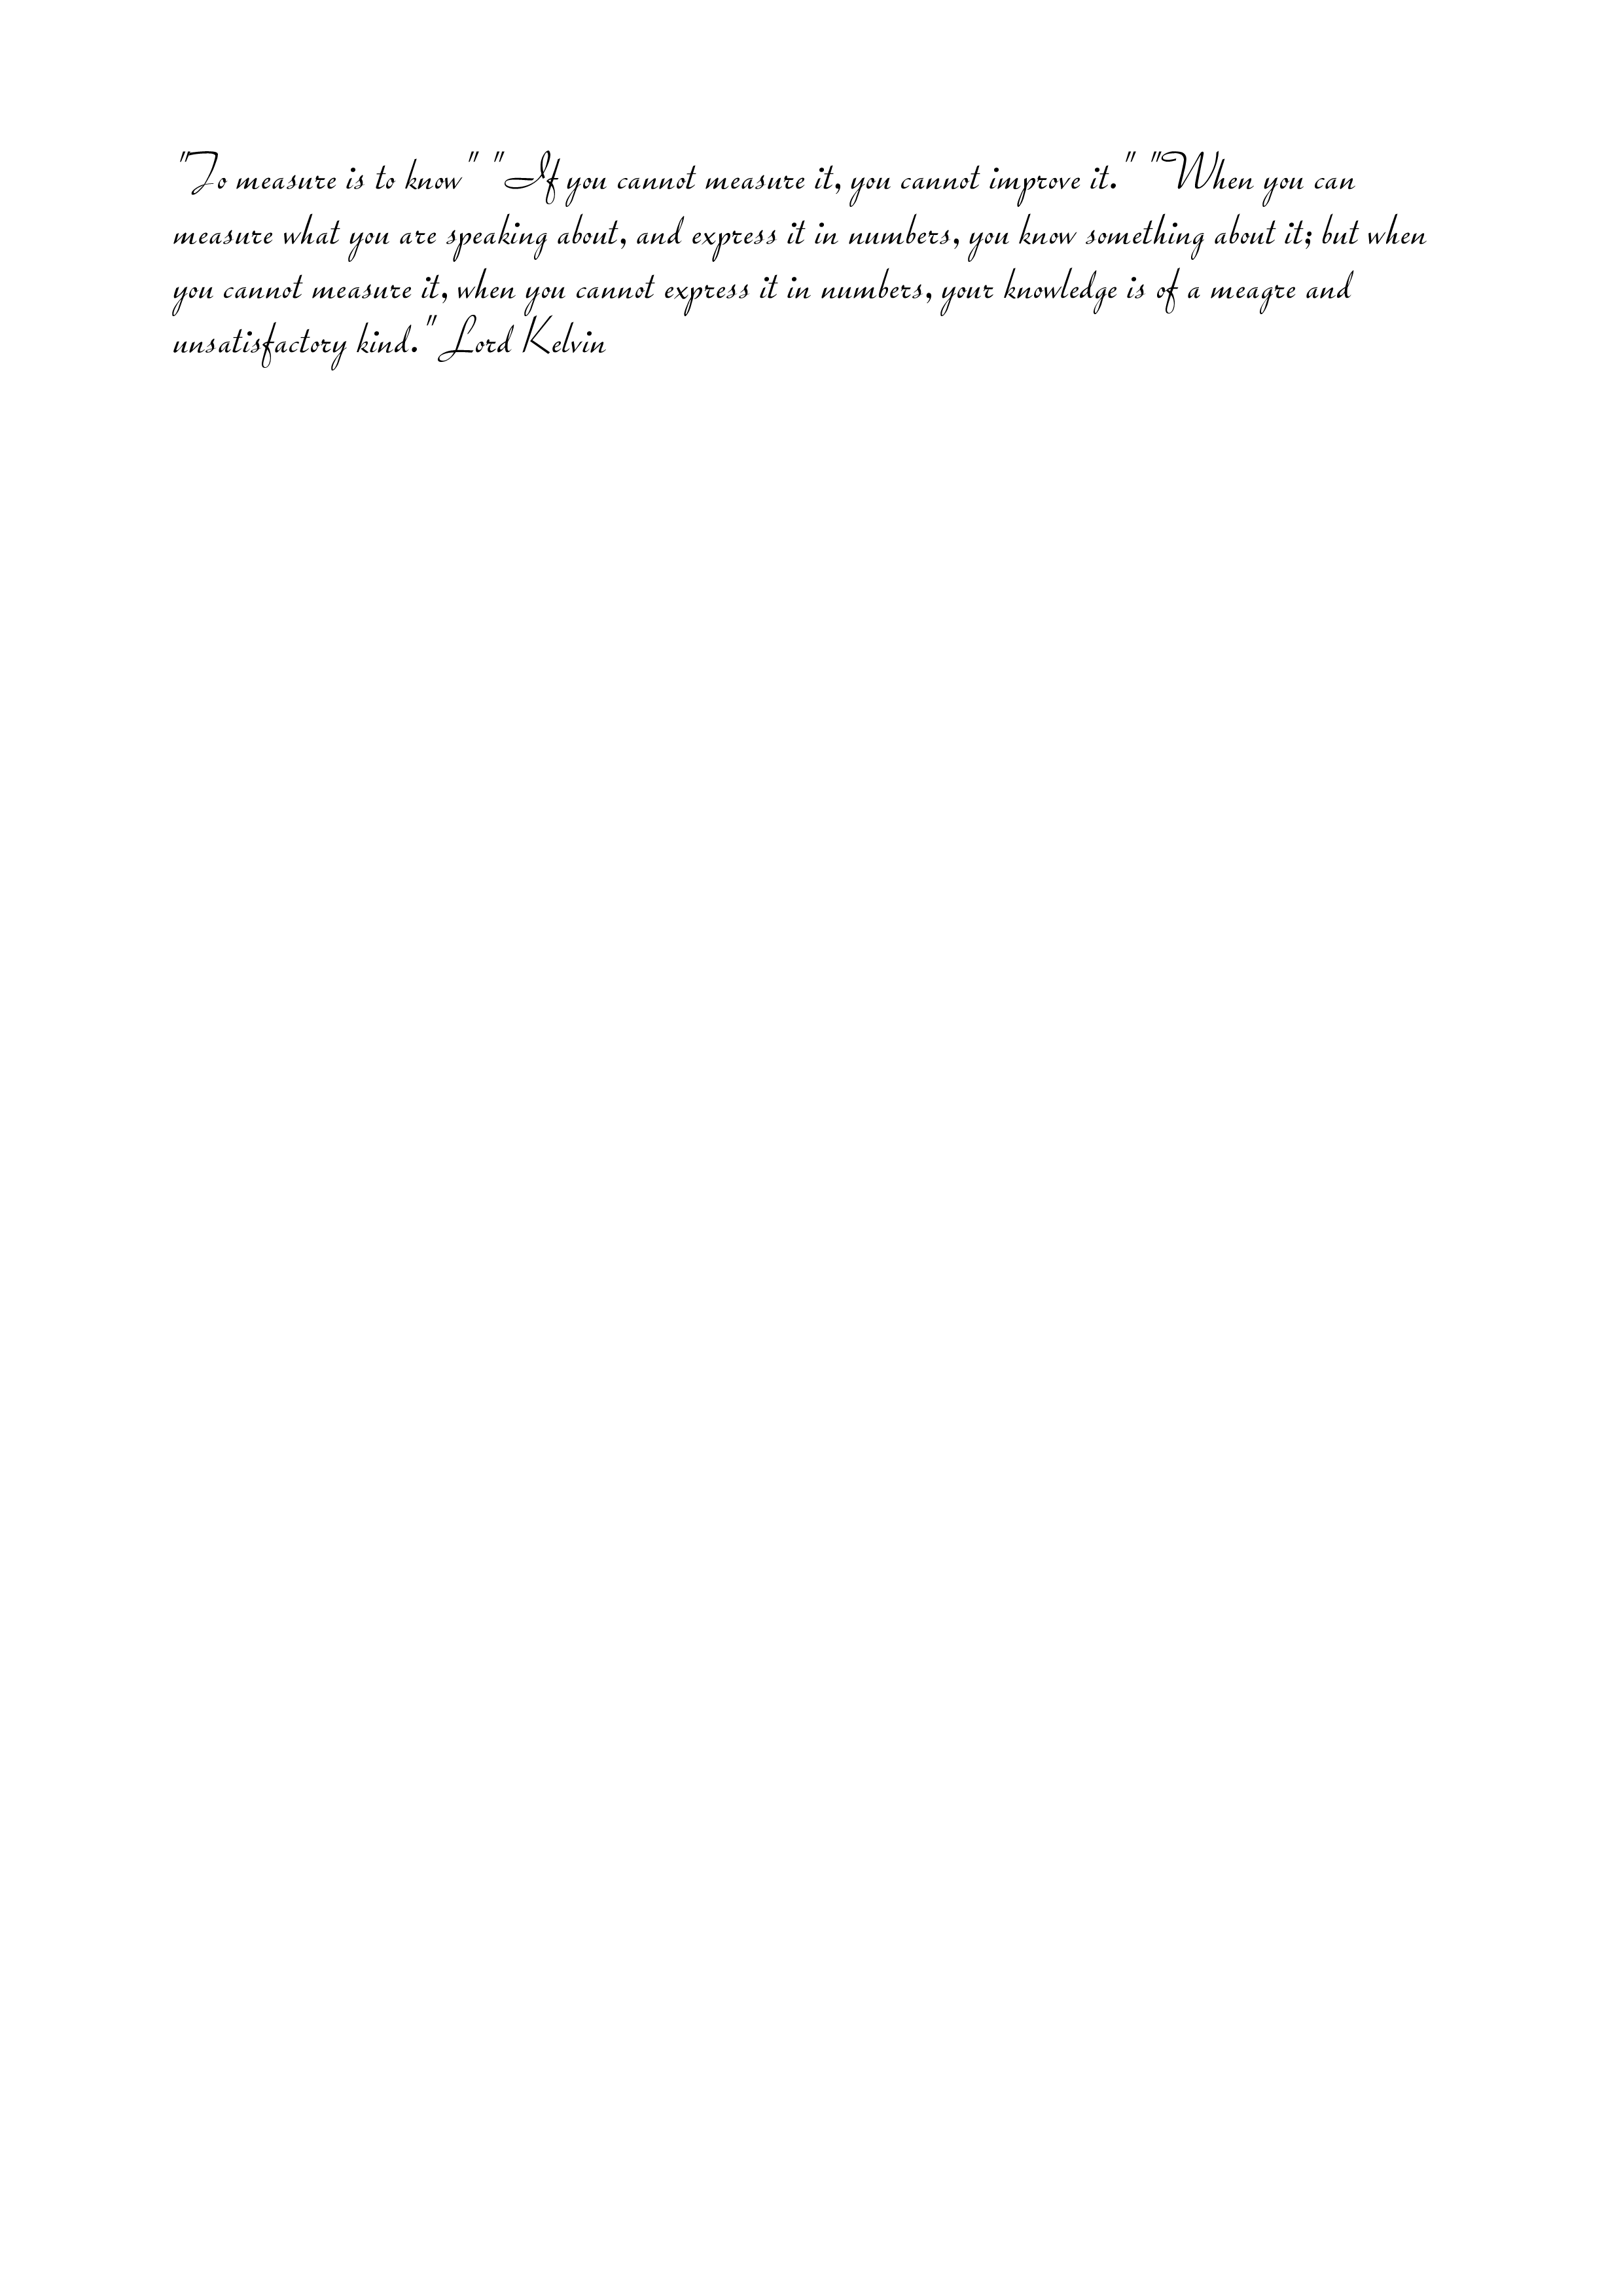 "To measure is to know" "If you cannot measure it, you cannot improve it." "When you can
measure what you are speaking about, and express it in numbers, you know something about it; but when
you cannot measure it, when you cannot express it in numbers, your knowledge is of a meagre and
unsatisfactory kind." Lord Kelvin